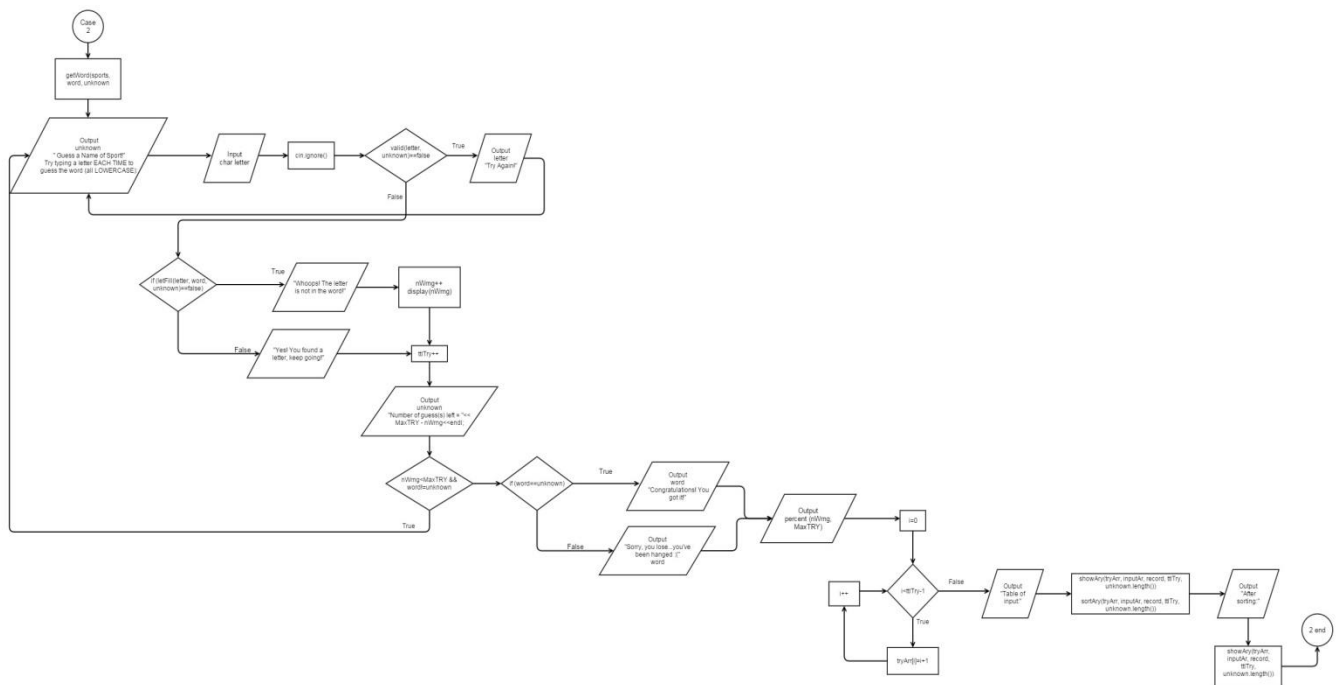 Case
2
getWord(sports,
word, unknown
Output
unknown
" Guess a Name of Sport!"
Try typing a letter EACH TIME to
guess the word (all LOWERCASE)
Input
char letter
cin.ignore()
valid(letter,
unknown)==false
True
Output
letter
"Try Again!"
False
if (letFill(letter, word,
unknown)==false)
True
"Whoops! The letter
is not in the word!"
nWrng++
display(nWrng)
False
"Yes! You found a
letter, keep going!"
ttlTry++
Output
unknown
"Number of guess(s) left = "<<
MaxTRY - nWrng<<endl;
nWrng<MaxTRY &&
word!=unknown
True
if (word==unknown)
True
Output
word
"Congratulations! You
got it!"
False
Output
"Sorry, you lose...you've
been hanged :("
word
Output
percent (nWrng,
MaxTRY)
i=0
i<ttlTry-1
False
True
i++
tryArr[i]=i+1
Output
"Table of
input:"
showAry(tryArr, inputAr, record, ttlTry,
unknown.length())
sortAry(tryArr, inputAr, record, ttlTry,
unknown.length())
Output
"After
sorting:"
showAry(tryArr,
inputAr, record,
ttlTry,
unknown.length())
2 end